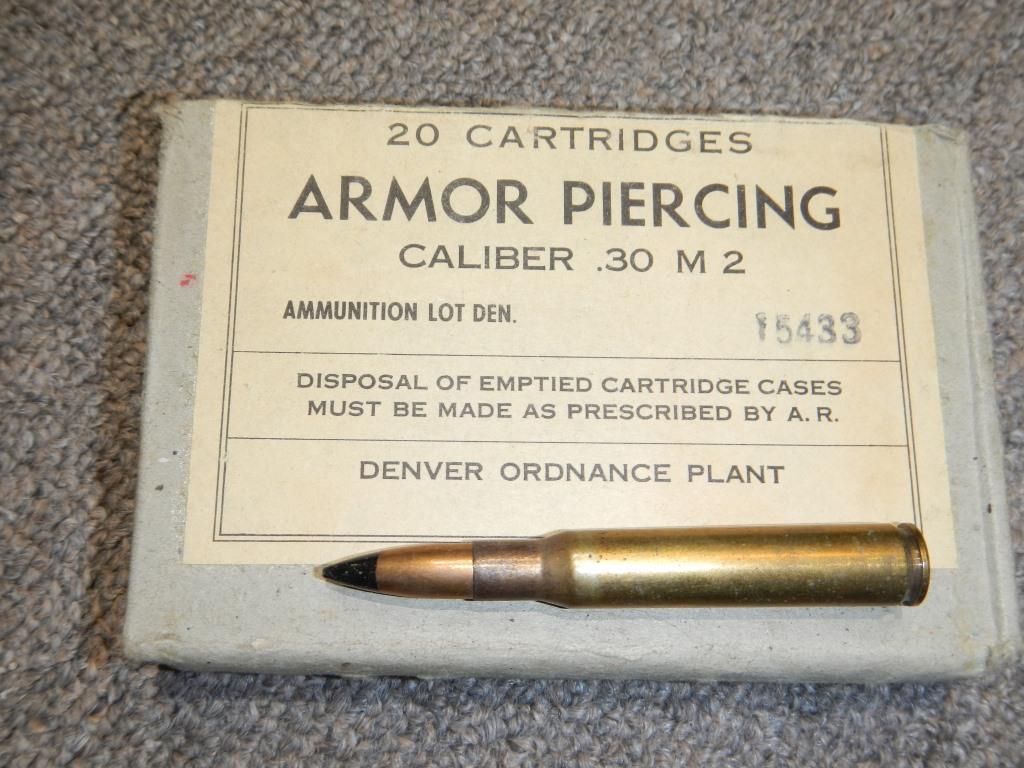 20 CARTRIDGES
ARMOR PIERCING
CALIBER .30 M 2
AMMUNITION LOT DEN. 15433
DISPOSAL OF EMPTIED CARTRIDGE CASES
MUST BE MADE AS PRESCRIBED BY A. R.
DENVER ORDNANCE PLANT